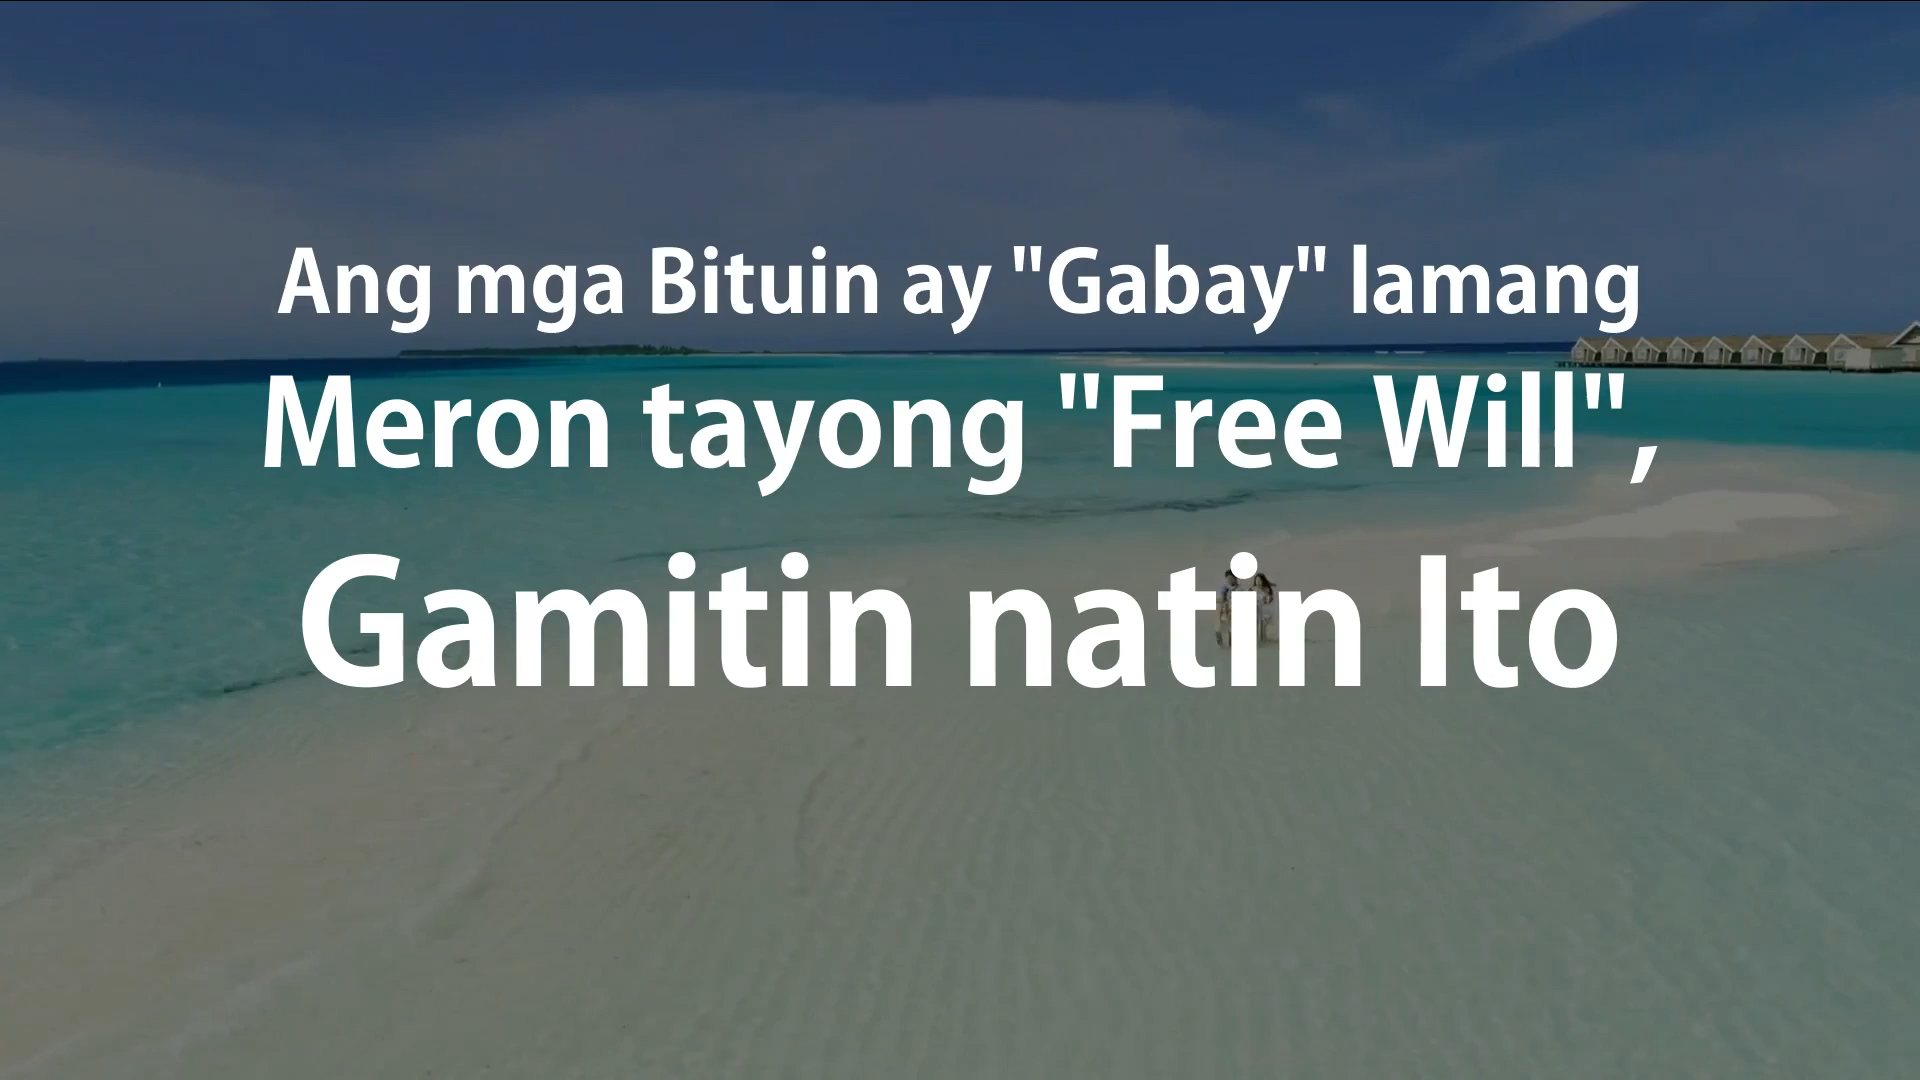 Ang mga Bituin ay "Gabay" lamang
Meron tayong "Free Will",
Gamitin natin Ito